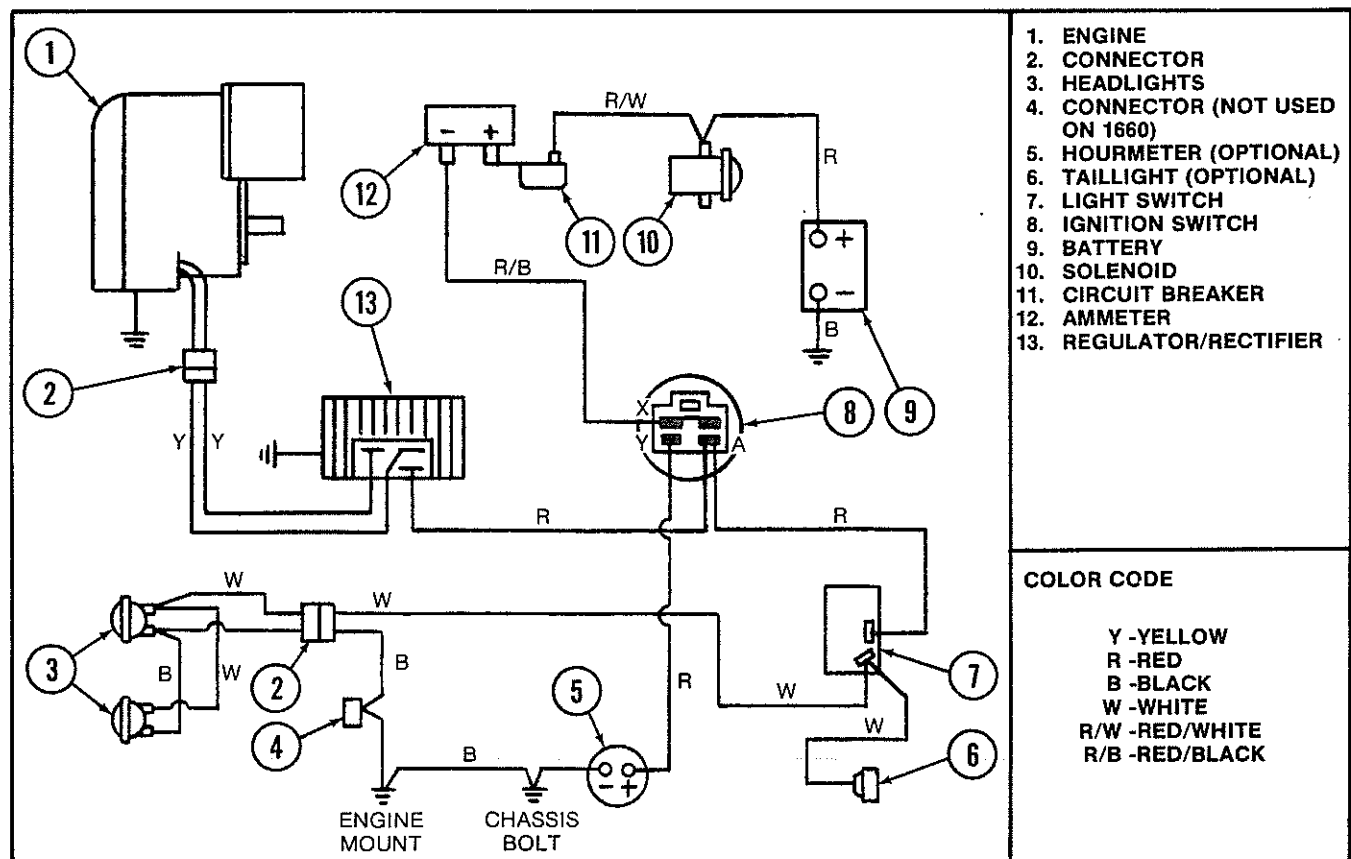 1
12
11
10
9
13
2
8
3
2
4
5
7
6
- +
R/W
R
R/B
+
-
B
X
Y
A
Y Y
R
R
W
W
B
W
B
R
W
W
B
- +
ENGINE
MOUNT
CHASSIS
BOLT
1. ENGINE
2. CONNECTOR
3. HEADLIGHTS
4. CONNECTOR (NOT USED
ON 1660)
5. HOURMETER (OPTIONAL)
6. TAILLIGHT (OPTIONAL)
7. LIGHT SWITCH
8. IGNITION SWITCH
9. BATTERY
10. SOLENOID
11. CIRCUIT BREAKER
12. AMMETER
13. REGULATOR/RECTIFIER
COLOR CODE
Y -YELLOW
R -RED
B -BLACK
W -WHITE
R/W -RED/WHITE
R/B -RED/BLACK